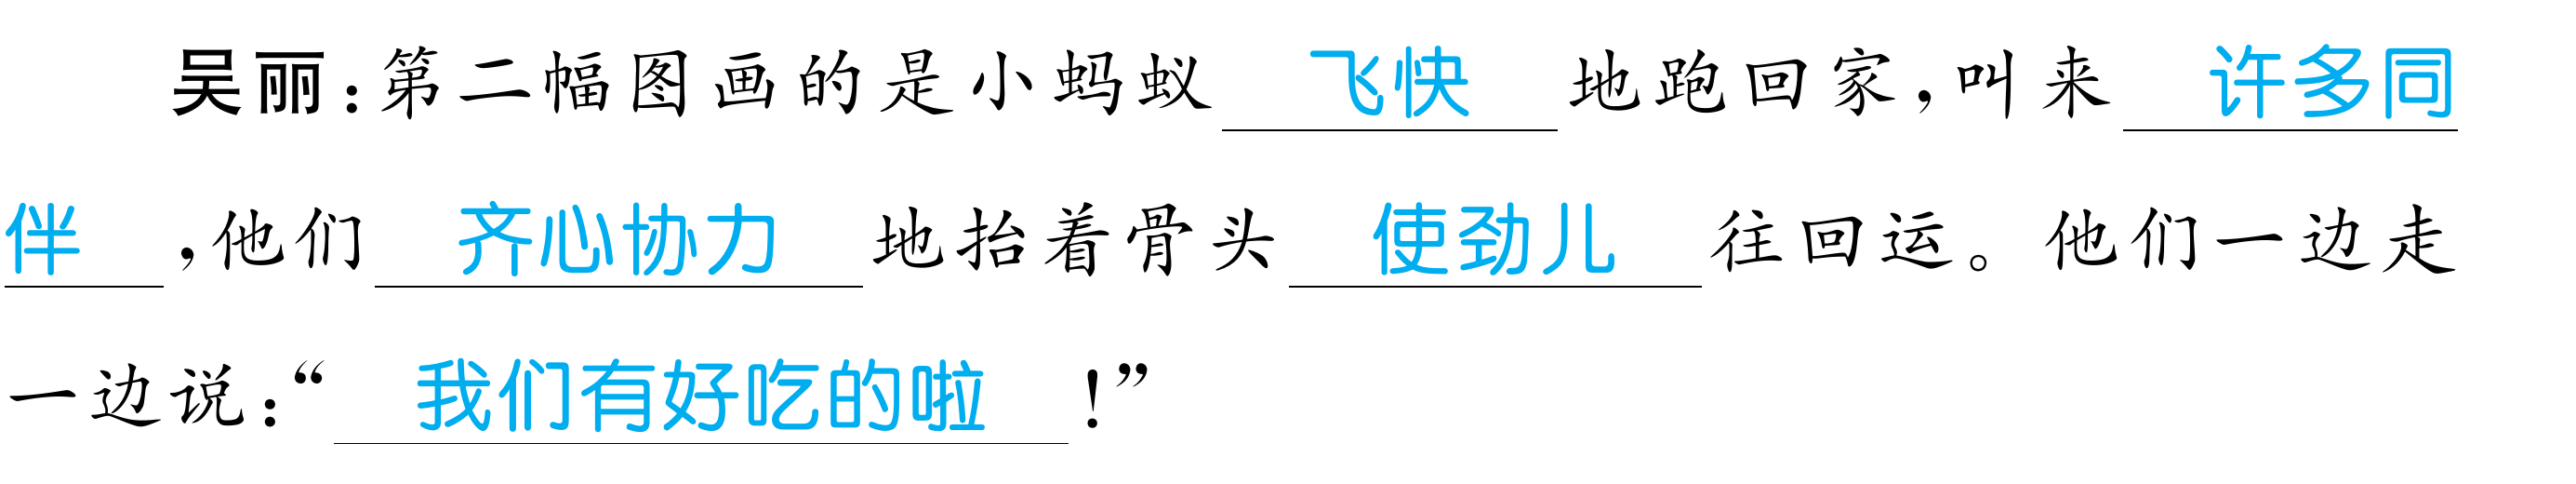 吴丽:第二幅图画的是小蚂蚁 飞快 地跑回家,叫来 许多同
伴 ,他们 齐心协力 地抬着骨头 使劲儿 往回运。他们一边走
一边说:“ 我们有好吃的啦 !”